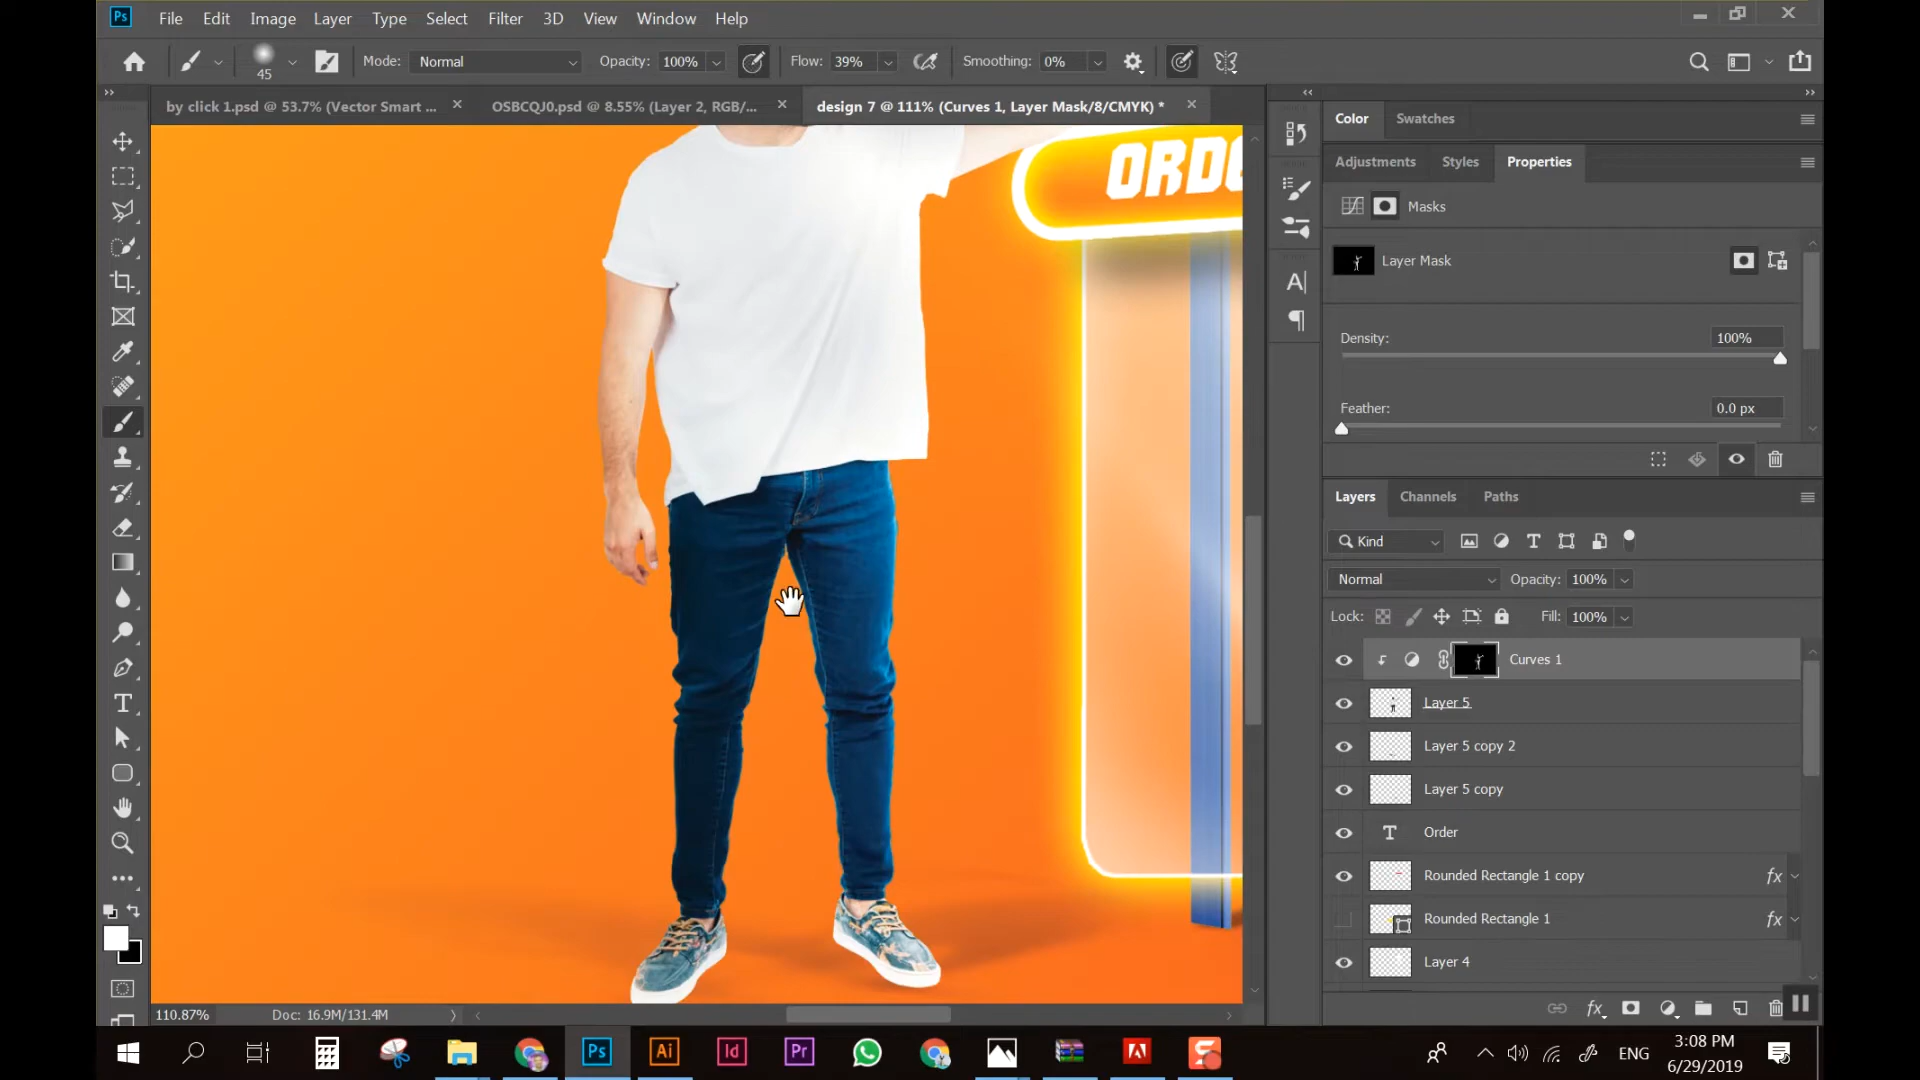 Ps File Edit Image Layer Type Select Filter 3D View Window Help
45 Mode: Normal Opacity: 100% Flow: 39% Smoothing: 0%
by click 1.psd @ 53.7% (Vector Smart ... OSBCQJ0.psd @ 8.55% (Layer 2, RGB/... design 7 @ 111% (Curves 1, Layer Mask/8/CMYK) *
Color Swatches
Adjustments Styles Properties
Masks
Layer Mask
Density: 100%
Feather: 0.0 px
Layers Channels Paths
Kind
Normal Opacity: 100%
Lock: Fill: 100%
Curves 1
Layer 5
Layer 5 copy 2
Layer 5 copy
Order
Rounded Rectangle 1 copy fx
Rounded Rectangle 1 fx
Layer 4
ORDE
110.87% Doc: 16.9M/131.4M
Ps Ai Id Pr
ENG 3:08 PM
6/29/2019